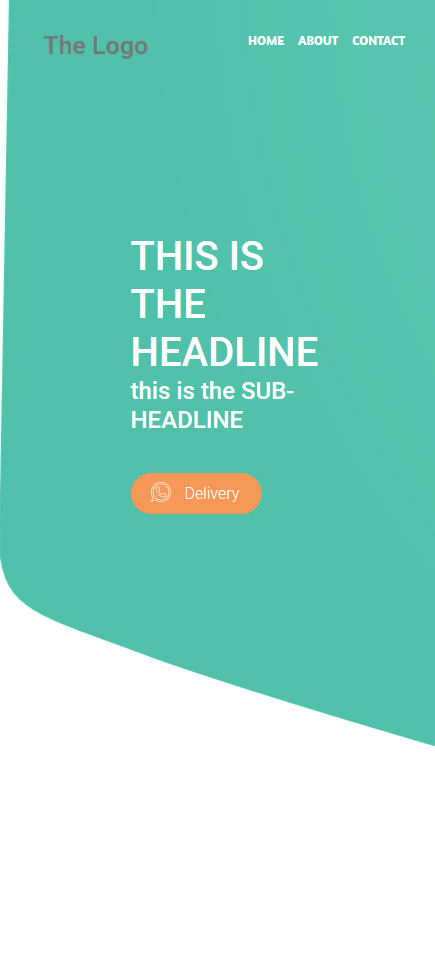 The Logo
HOME ABOUT CONTACT
THIS IS
THE
HEADLINE
this is the SUB-
HEADLINE
Delivery